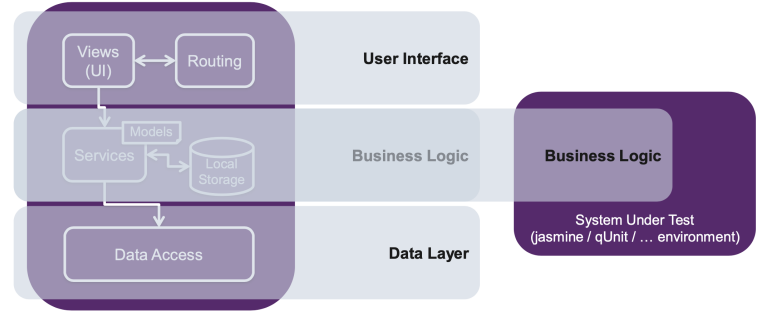 Views
(UI)
Routing
User Interface
Models
Services
Local
Storage
Business Logic
Business Logic
Data Access
Data Layer
System Under Test
(jasmine / qUnit / … environment)